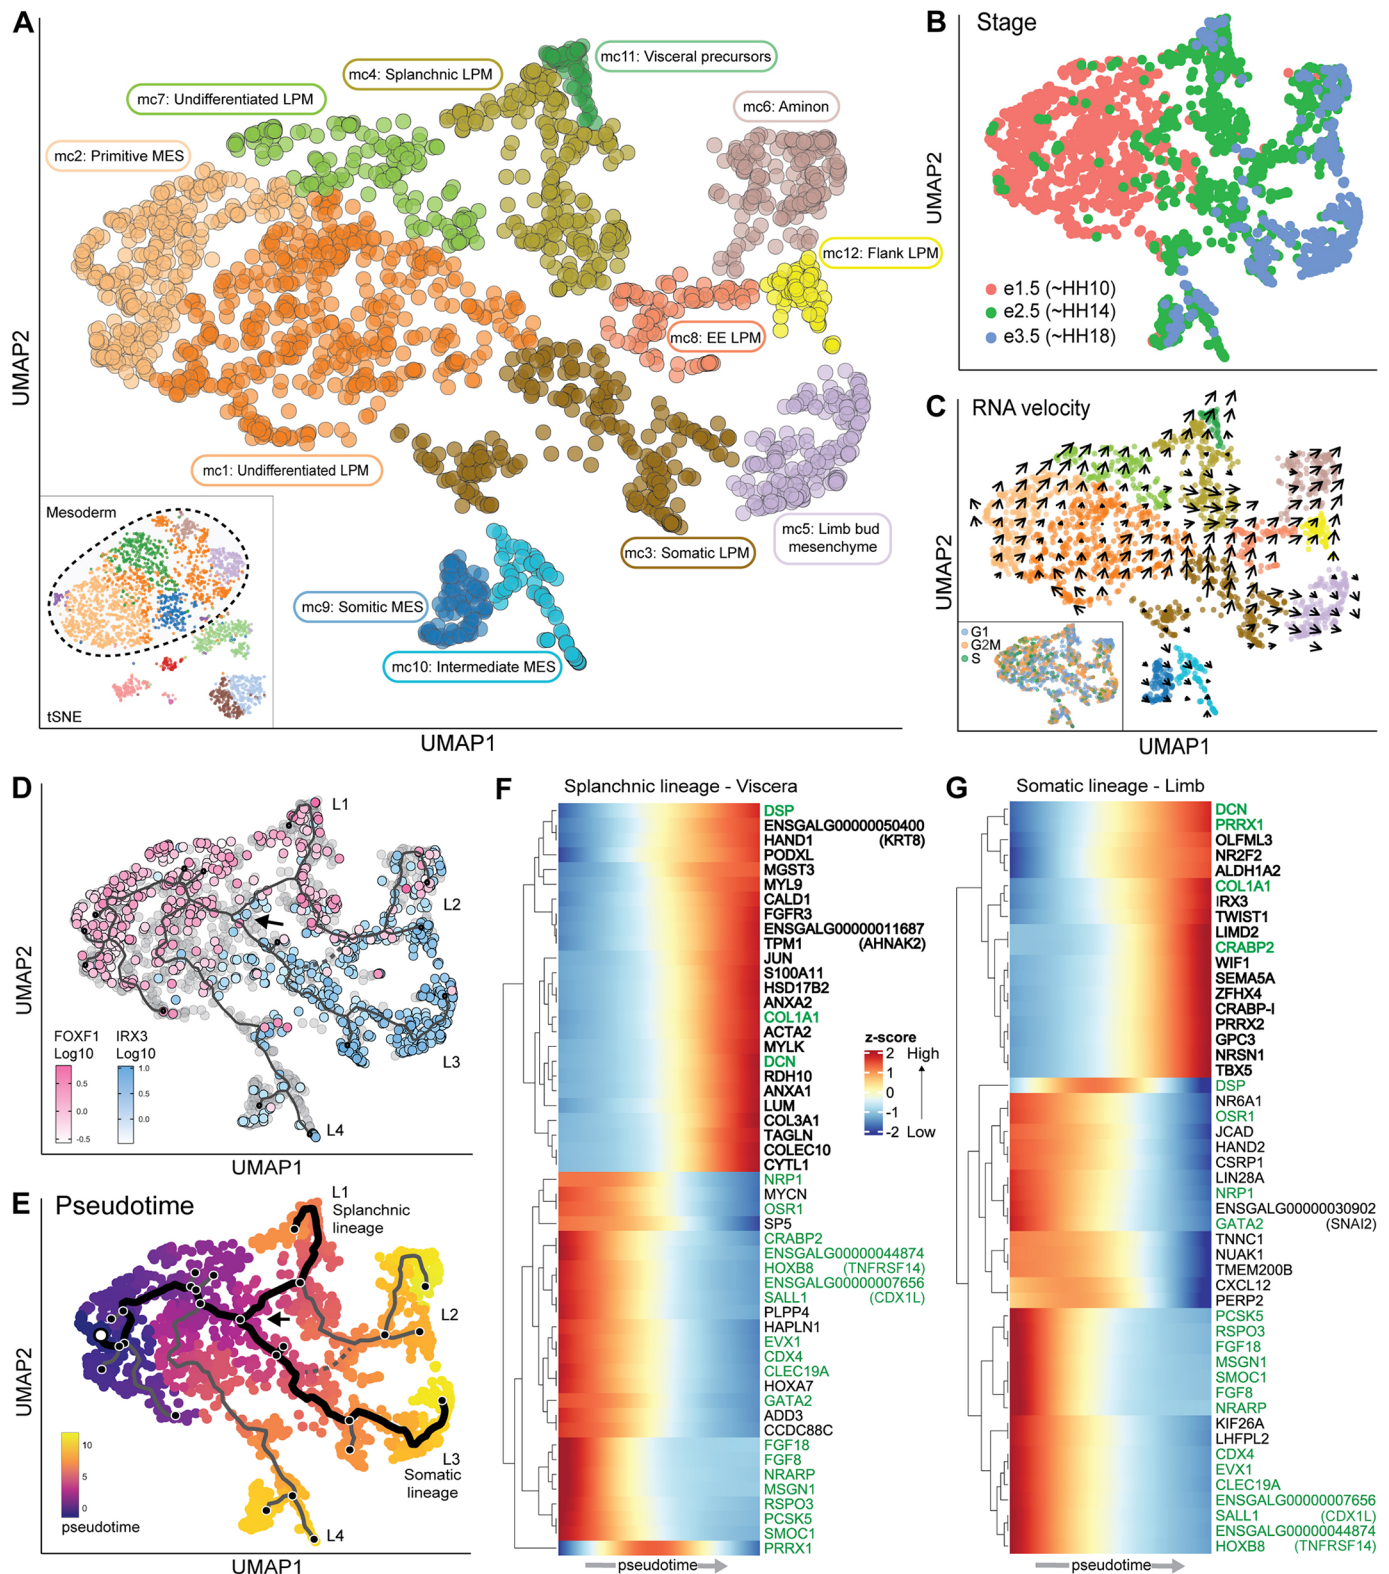 A
mc11: Visceral precursors
mc4: Splanchnic LPM
mc7: Undifferentiated LPM
mc6: Aminon
mc2: Primitive MES
mc12: Flank LPM
mc8: EE LPM
mc1: Undifferentiated LPM
mc5: Limb bud
mesenchyme
mc3: Somatic LPM
mc9: Somitic MES
mc10: Intermediate MES
Mesoderm
tSNE
UMAP2
UMAP1
B
Stage
e1.5 (~HH10)
e2.5 (~HH14)
e3.5 (~HH18)
UMAP2
C
RNA velocity
G1
G2M
S
UMAP2
UMAP1
D
L1
L2
L3
L4
FOXF1
Log10
1.0
0.5
0.0
-0.5
IRX3
Log10
1.0
0.5
0.0
UMAP2
UMAP1
E
Pseudotime
L1
Splanchnic
lineage
L2
L3
Somatic
lineage
L4
10
5
0
pseudotime
UMAP2
UMAP1
F
Splanchnic lineage - Viscera
DSP
ENSGALG00000050400
HAND1 (KRT8)
PODXL
MGST3
MYL9
CALD1
FGFR3
ENSGALG00000011687
TPM1 (AHNAK2)
JUN
S100A11
HSD17B2
ANXA2
COL1A1
ACTA2
MYLK
DCN
RDH10
ANXA1
LUM
COL3A1
TAGLN
COLEC10
CYTL1
NRP1
MYCN
OSR1
SP5
CRABP2
ENSGALG00000044874
HOXB8 (TNFRSF14)
ENSGALG00000007656
SALL1 (CDX1L)
PLPP4
HAPLN1
EVX1
CDX4
CLEC19A
HOXA7
GATA2
ADD3
CCDC88C
FGF18
FGF8
NRARP
MSGN1
RSPO3
PCSK5
SMOC1
PRRX1
pseudotime
z-score
2
1
0
-1
-2
High
Low
G
Somatic lineage - Limb
DCN
PRRX1
OLFML3
NR2F2
ALDH1A2
COL1A1
IRX3
TWIST1
LIMD2
CRABP2
WIF1
SEMA5A
ZFHX4
CRABP-I
PRRX2
GPC3
NRSN1
TBX5
DSP
NR6A1
OSR1
JCAD
HAND2
CSRP1
LIN28A
NRP1
ENSGALG00000030902
GATA2 (SNAI2)
TNNC1
NUAK1
TMEM200B
CXCL12
PERP2
PCSK5
RSPO3
FGF18
MSGN1
SMOC1
FGF8
NRARP
KIF26A
LHFPL2
CDX4
EVX1
CLEC19A
ENSGALG00000007656
SALL1 (CDX1L)
ENSGALG00000044874
HOXB8 (TNFRSF14)
pseudotime